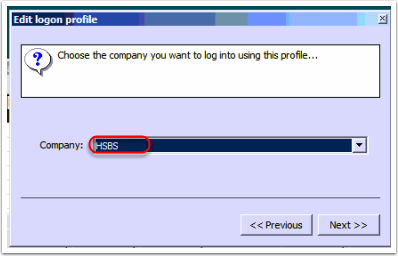 Edit logon profile
Choose the company you want to log into using this profile...
Company: HSBS
<< Previous Next >>